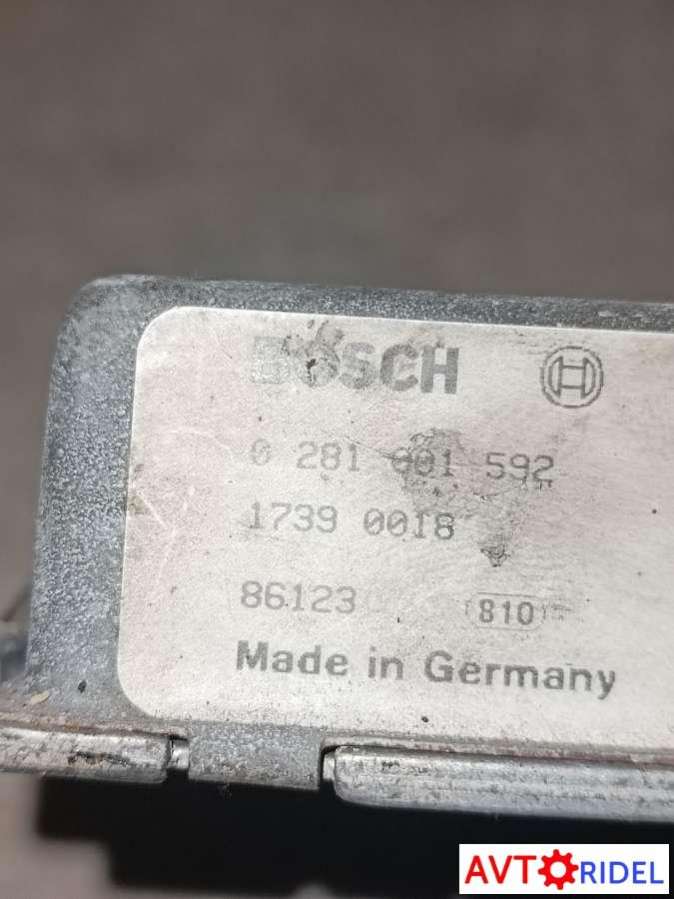 BOSCH
0 281 001 592
1739 0018
86123 810
Made in Germany
AVTORIDEL